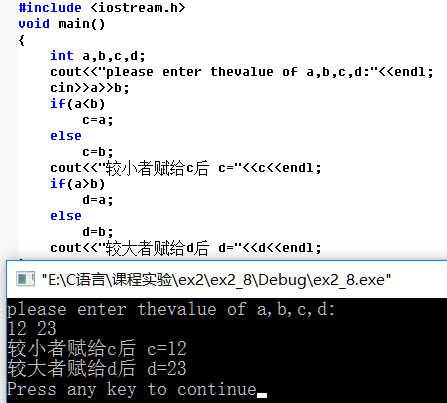 #include <iostream.h>
void main()
{
int a,b,c,d;
cout<<"please enter thevalue of a,b,c,d:"<<endl;
cin>>a>>b;
if(a<b)
c=a;
else
c=b;
cout<<"较小者赋给c后 c="<<c<<endl;
if(a>b)
d=a;
else
d=b;
cout<<"较大者赋给d后 d="<<d<<endl;
"E:\C语言\课程实验\ex2\ex2_8\Debug\ex2_8.exe"
please enter thevalue of a,b,c,d:
12 23
较小者赋给c后 c=12
较大者赋给d后 d=23
Press any key to continue